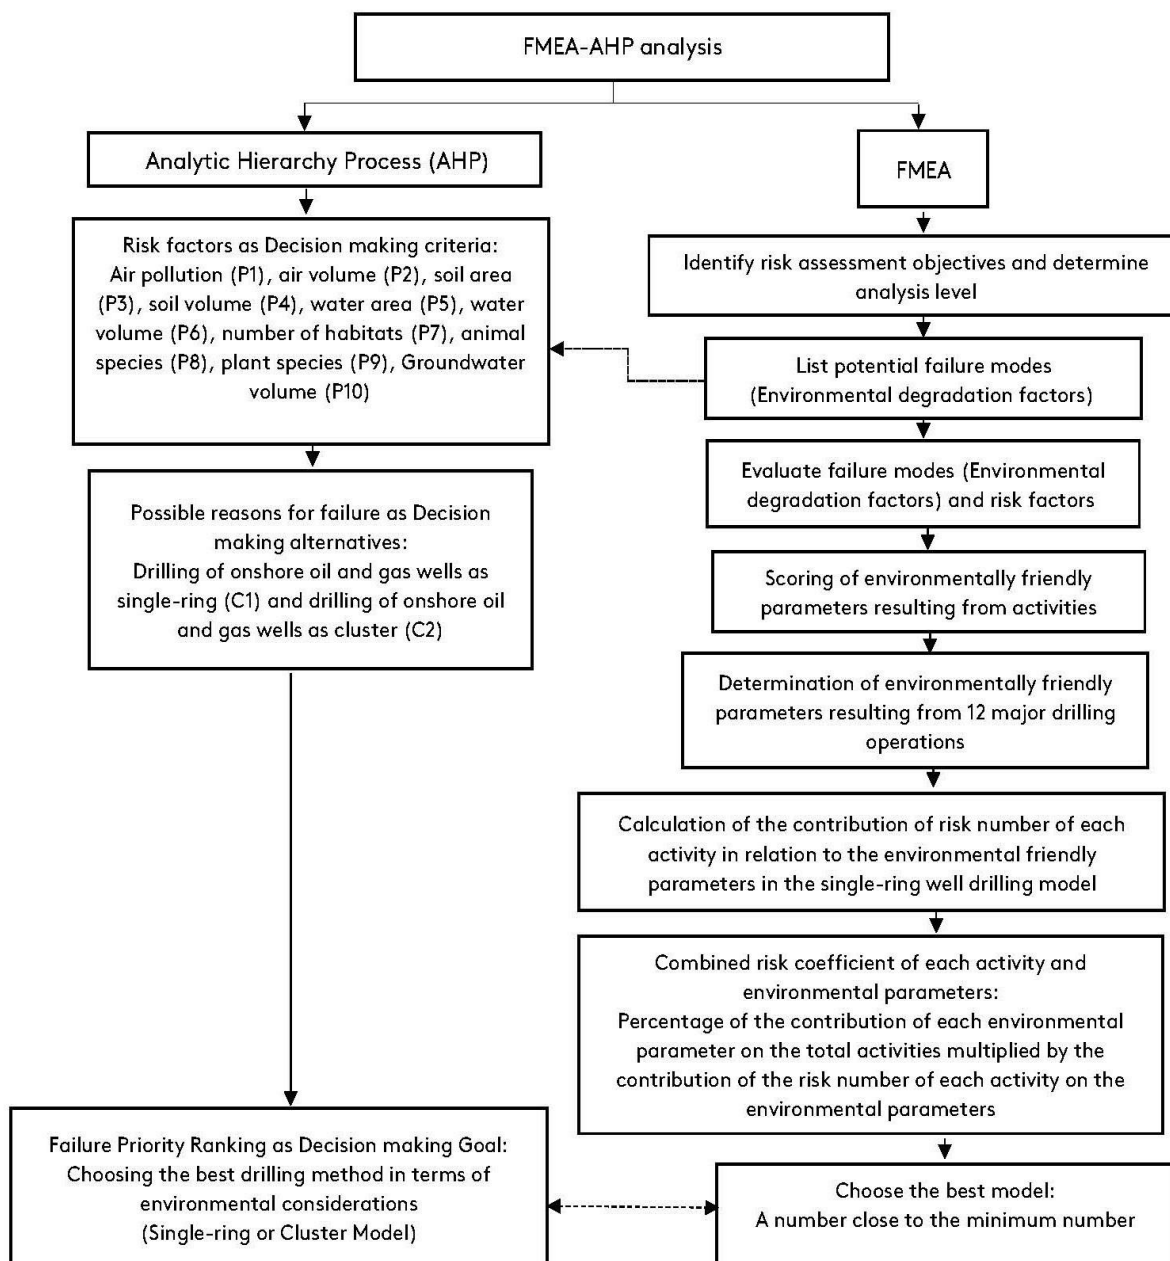 FMEA-AHP analysis
Analytic Hierarchy Process (AHP)
FMEA
Risk factors as Decision making criteria:
Air pollution (P1), air volume (P2), soil area
(P3), soil volume (P4), water area (P5), water
volume (P6), number of habitats (P7), animal
species (P8), plant species (P9), Groundwater
volume (P10)
Possible reasons for failure as Decision
making alternatives:
Drilling of onshore oil and gas wells as
single-ring (C1) and drilling of onshore oil
and gas wells as cluster (C2)
Failure Priority Ranking as Decision making Goal:
Choosing the best drilling method in terms of
environmental considerations
(Single-ring or Cluster Model)
Identify risk assessment objectives and determine
analysis level
List potential failure modes
(Environmental degradation factors)
Evaluate failure modes (Environmental
degradation factors) and risk factors
Scoring of environmentally friendly
parameters resulting from activities
Determination of environmentally friendly
parameters resulting from 12 major drilling
operations
Calculation of the contribution of risk number of each
activity in relation to the environmental friendly
parameters in the single-ring well drilling model
Combined risk coefficient of each activity and
environmental parameters:
Percentage of the contribution of each environmental
parameter on the total activities multiplied by the
contribution of the risk number of each activity on the
environmental parameters
Choose the best model:
A number close to the minimum number